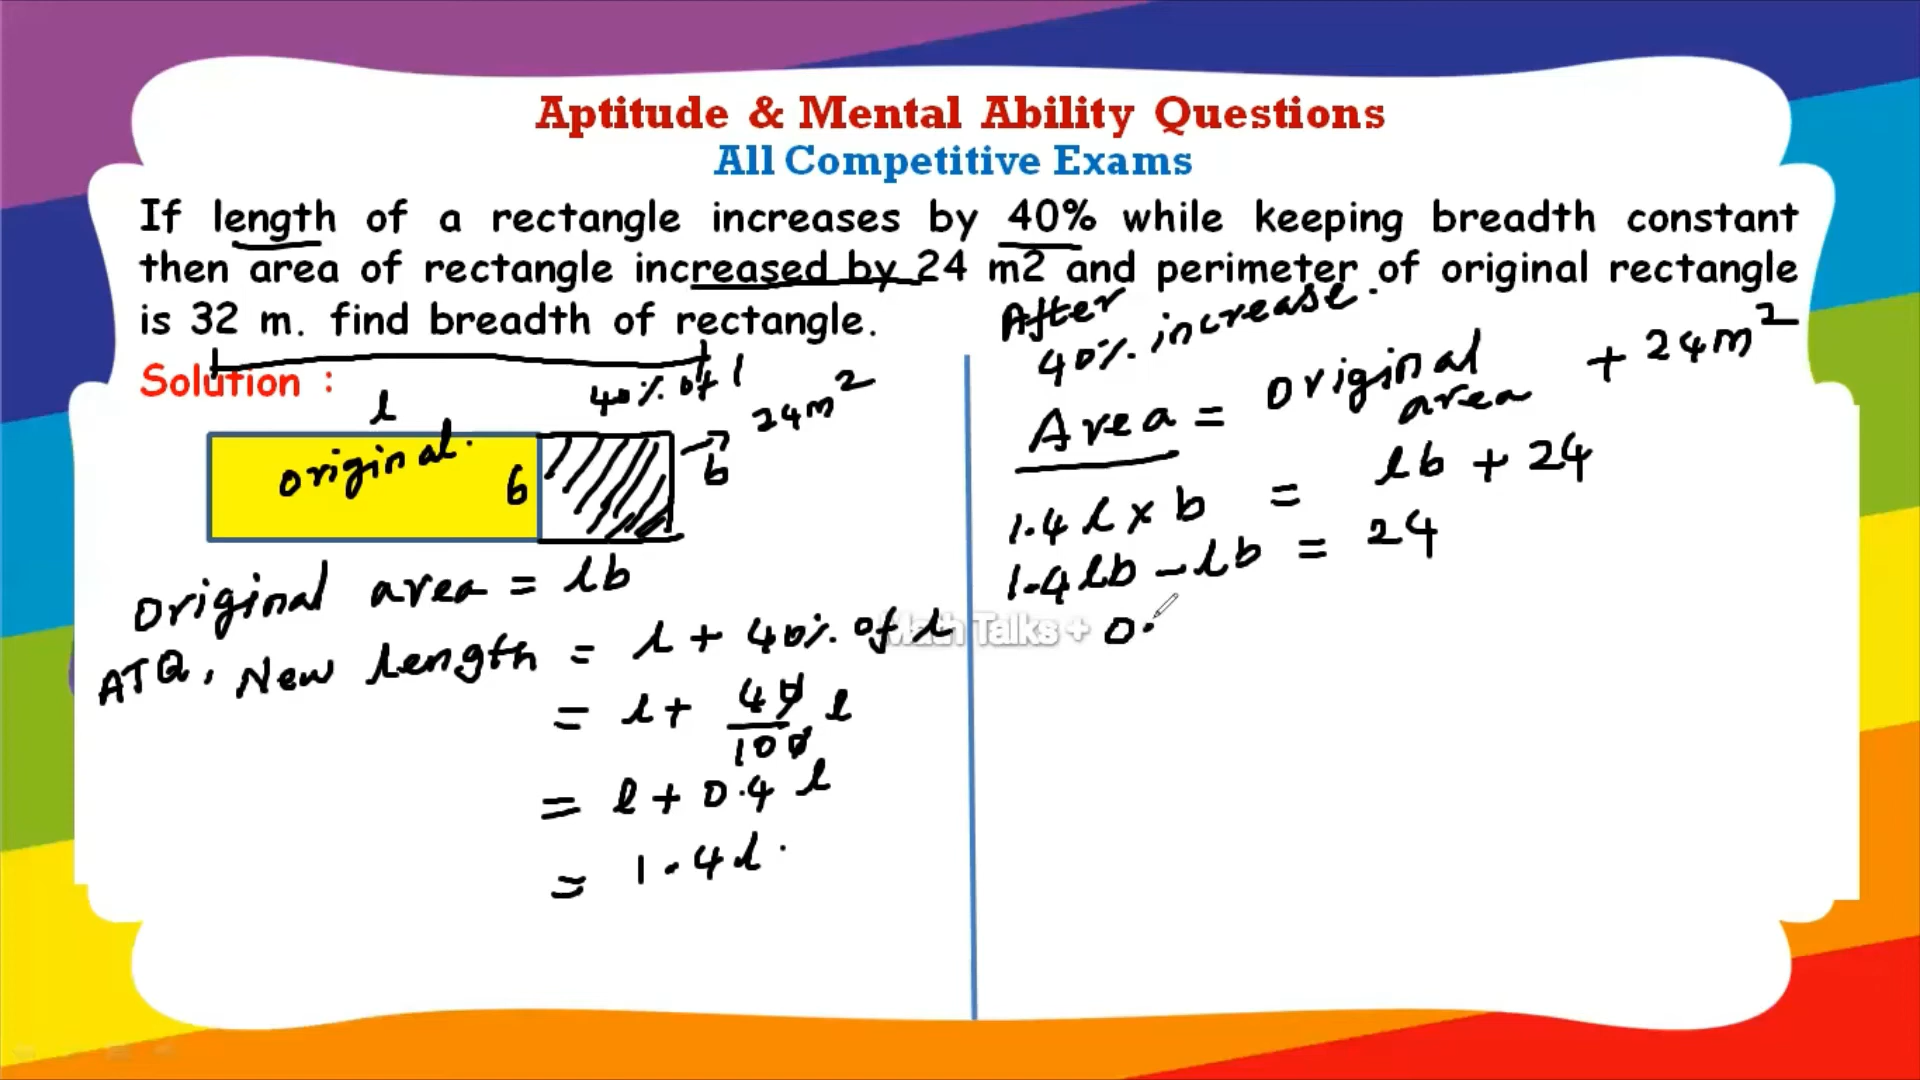 Aptitude & Mental Ability Questions
All Competitive Exams
If length of a rectangle increases by 40% while keeping breadth constant
then area of rectangle increased by 24 m2 and perimeter of original rectangle
is 32 m. find breadth of rectangle.
Solution :
l
40% of l
24m²
original.
b
b
Original area = lb
ATQ, New length = l + 40% of l
= l + 40/100 l
= l + 0.4 l
= 1.4l.
After
40% increase.
Area = original area + 24m²
1.4 l x b = lb + 24
1.4lb - lb = 24
0.
Math Talks +